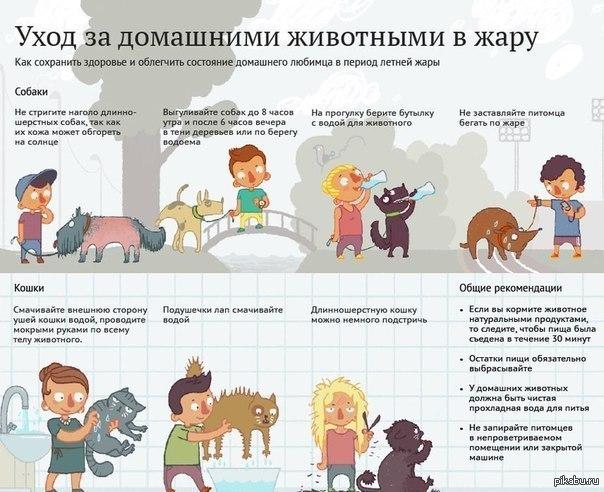 Уход за домашними животными в жару
Как сохранить здоровье и облегчить состояние домашнего любимца в период летней жары
Собаки
Не стригите наголо длинно-
шерстных собак, так как
их кожа может обгореть
на солнце
Выгуливайте собак до 8 часов
утра и после 6 часов вечера
в тени деревьев или по берегу
водоема
На прогулку берите бутылку
с водой для животного
Не заставляйте питомца
бегать по жаре
Кошки
Смачивайте внешнюю сторону
ушей кошки водой, проводите
мокрыми руками по всему
телу животного.
Подушечки лап смачивайте
водой
Длинношерстную кошку
можно немного подстричь
Общие рекомендации
• Если вы кормите животное
натуральными продуктами,
то следите, чтобы пища была
съедена в течение 30 минут
• Остатки пищи обязательно
выбрасывайте
• У домашних животных
должна быть чистая
прохладная вода для питья
• Не запирайте питомцев
в непроветриваемом
помещении или закрытой
машине
pikabu.ru